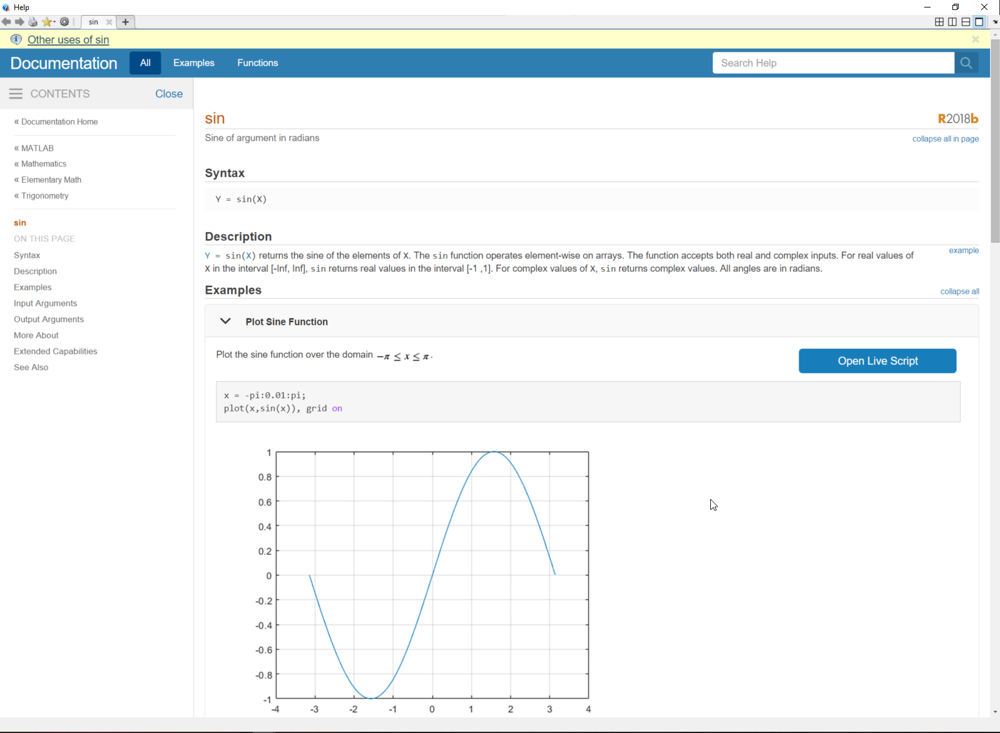 Help
sin
Other uses of sin
Documentation All Examples Functions Search Help
CONTENTS Close
« Documentation Home
« MATLAB
« Mathematics
« Elementary Math
« Trigonometry
sin
ON THIS PAGE
Syntax
Description
Examples
Input Arguments
Output Arguments
More About
Extended Capabilities
See Also
sin
R2018b
Sine of argument in radians
collapse all in page
Syntax
Y = sin(X)
Description
example
Y = sin(X) returns the sine of the elements of X. The sin function operates element-wise on arrays. The function accepts both real and complex inputs. For real values of
X in the interval [-Inf, Inf], sin returns real values in the interval [-1 ,1]. For complex values of X, sin returns complex values. All angles are in radians.
Examples
collapse all
Plot Sine Function
Plot the sine function over the domain −π ≤ x ≤ π.
Open Live Script
x = -pi:0.01:pi;
plot(x,sin(x)), grid on
1
0.8
0.6
0.4
0.2
0
-0.2
-0.4
-0.6
-0.8
-1
-4 -3 -2 -1 0 1 2 3 4